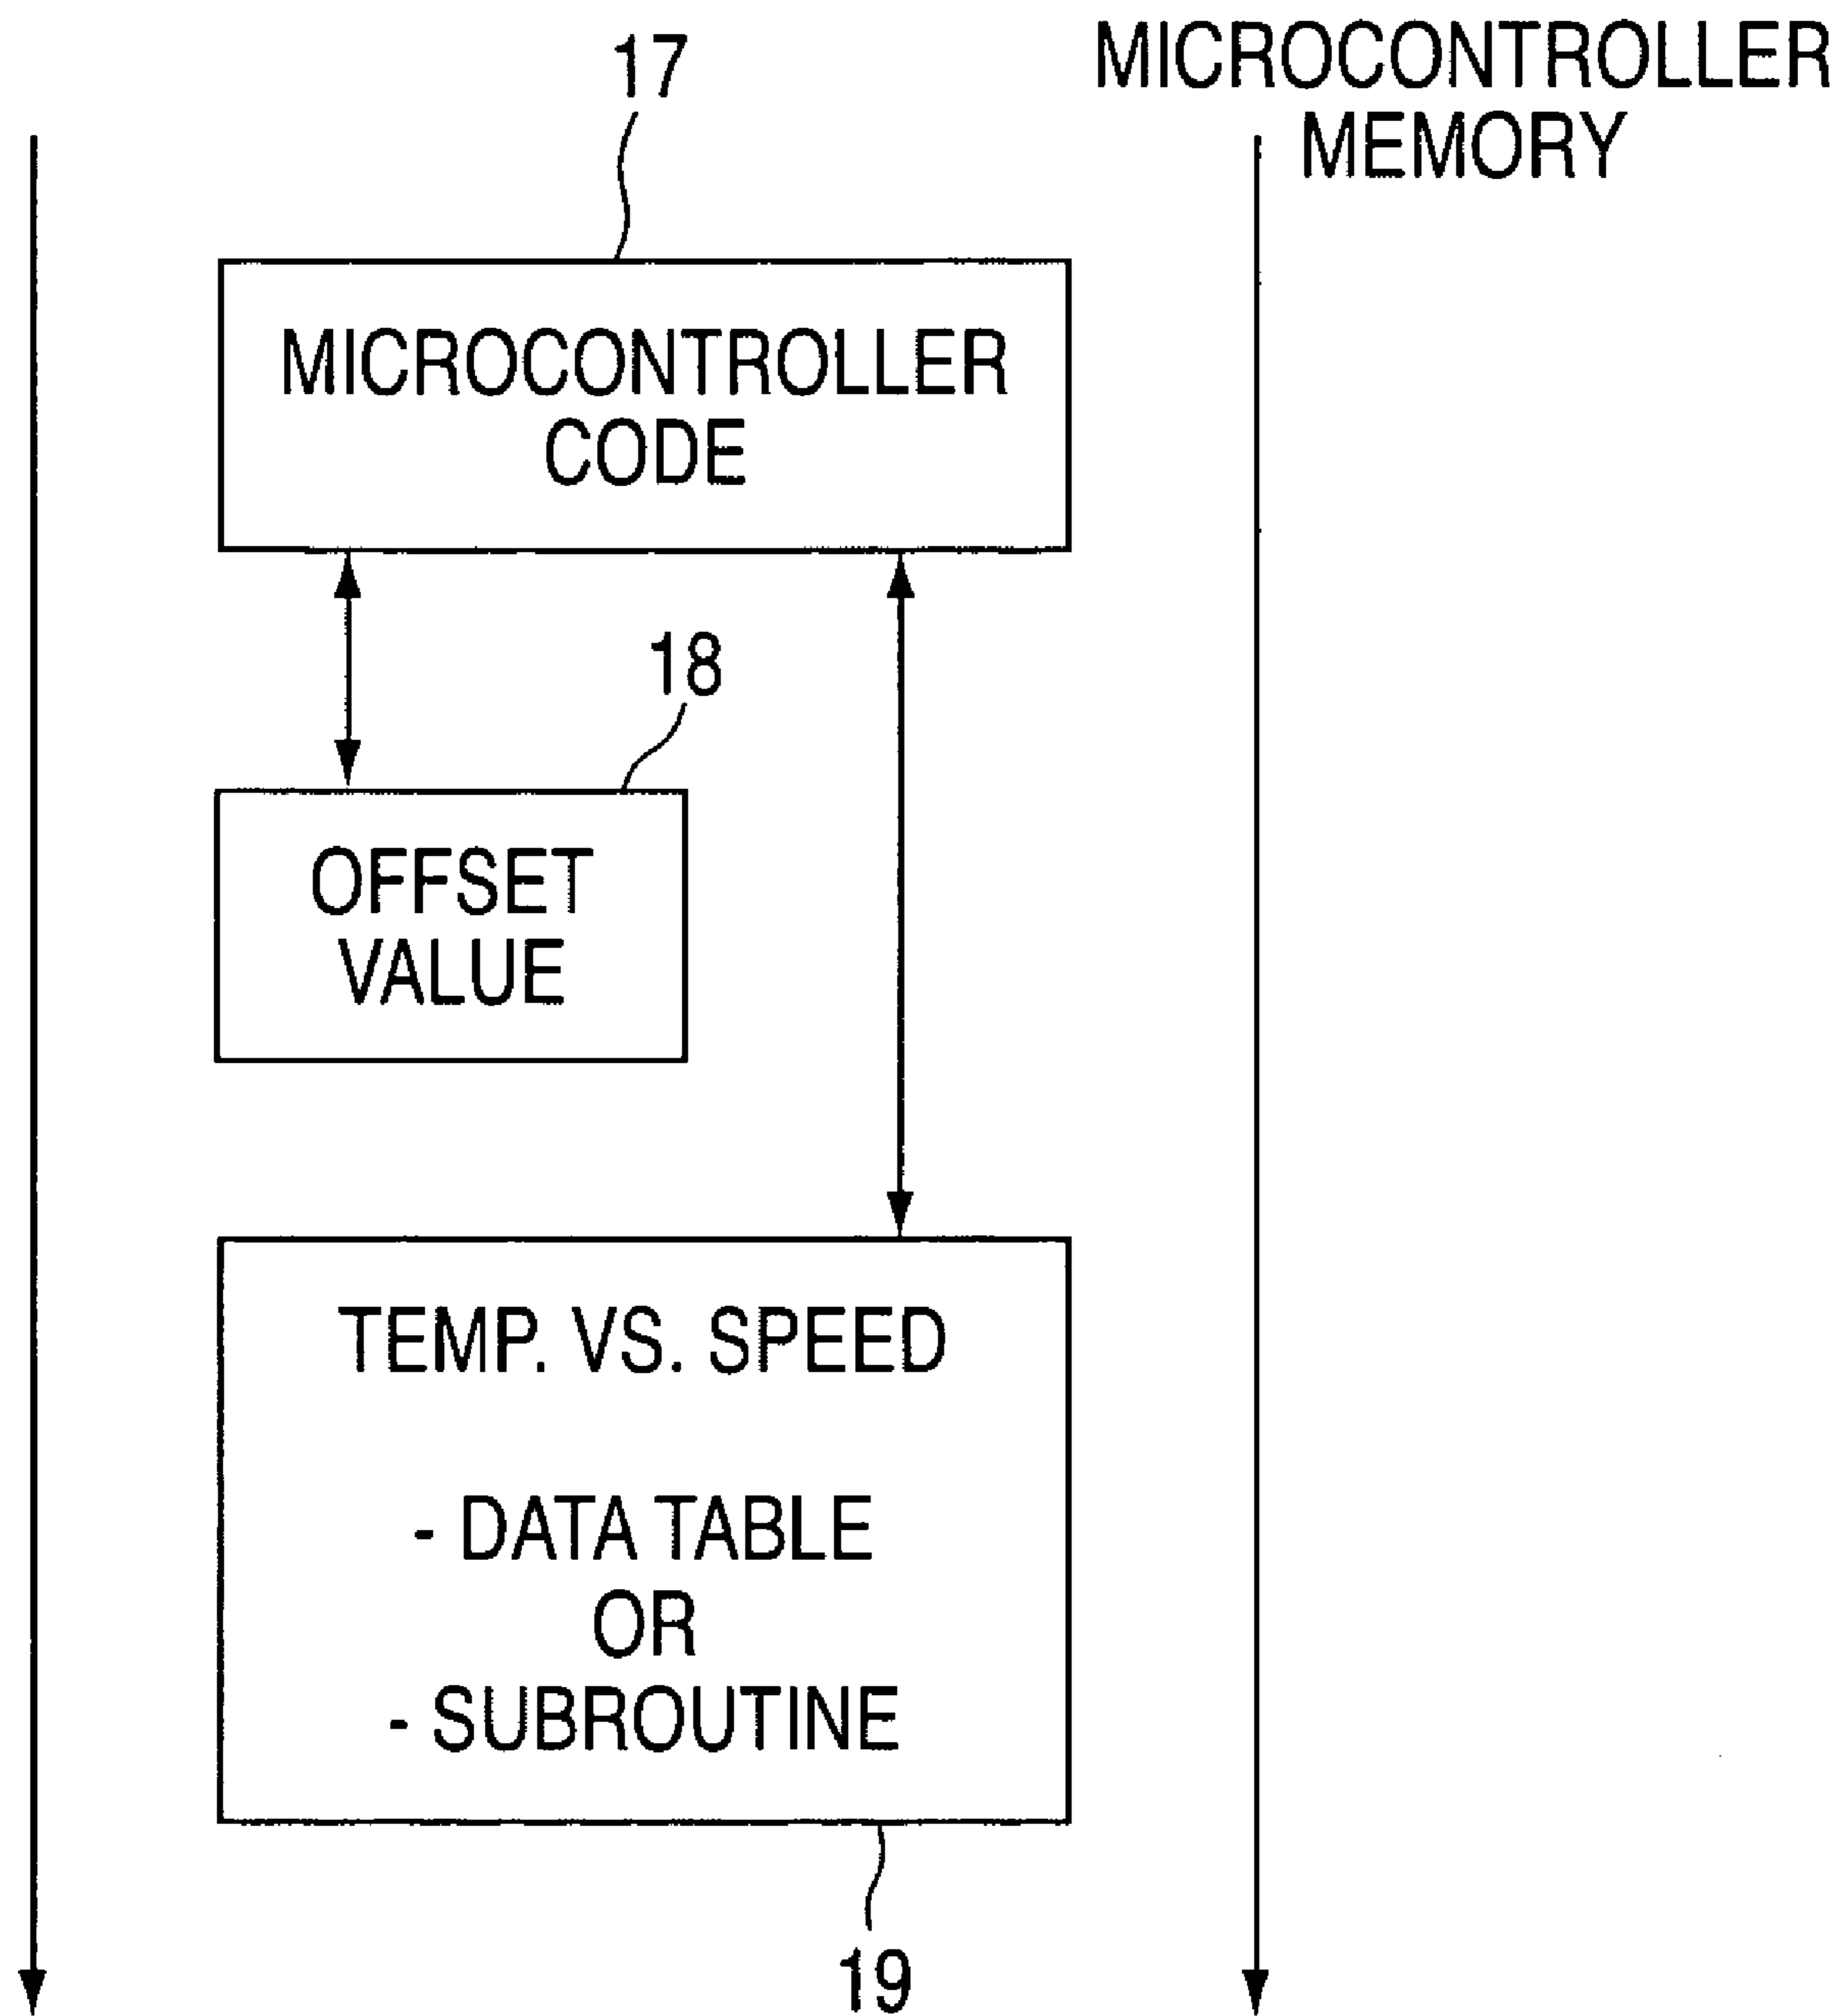 17
MICROCONTROLLER
MEMORY
MICROCONTROLLER
CODE
18
OFFSET
VALUE
TEMP. VS. SPEED
- DATA TABLE
OR
- SUBROUTINE
19